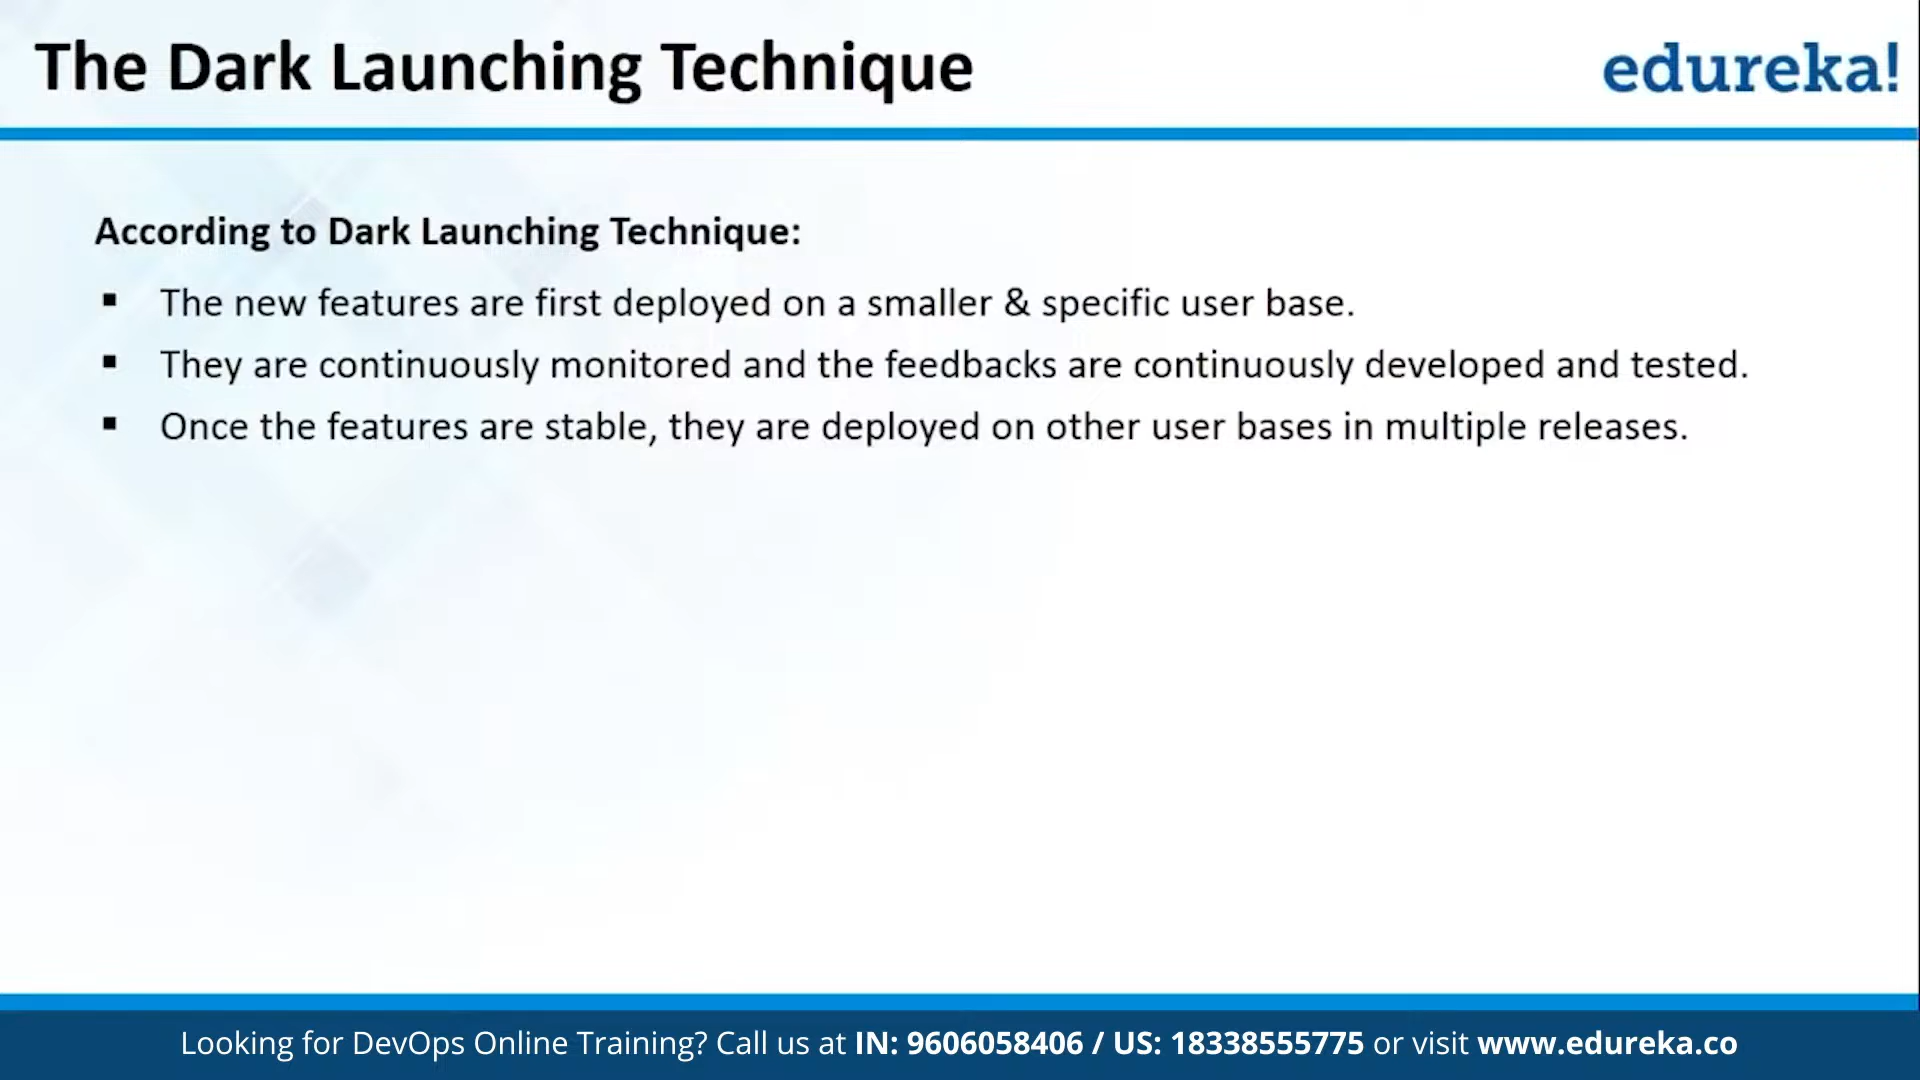 The Dark Launching Technique
edureka!
According to Dark Launching Technique:
▪ The new features are first deployed on a smaller & specific user base.
▪ They are continuously monitored and the feedbacks are continuously developed and tested.
▪ Once the features are stable, they are deployed on other user bases in multiple releases.
Looking for DevOps Online Training? Call us at IN: 9606058406 / US: 18338555775 or visit www.edureka.co